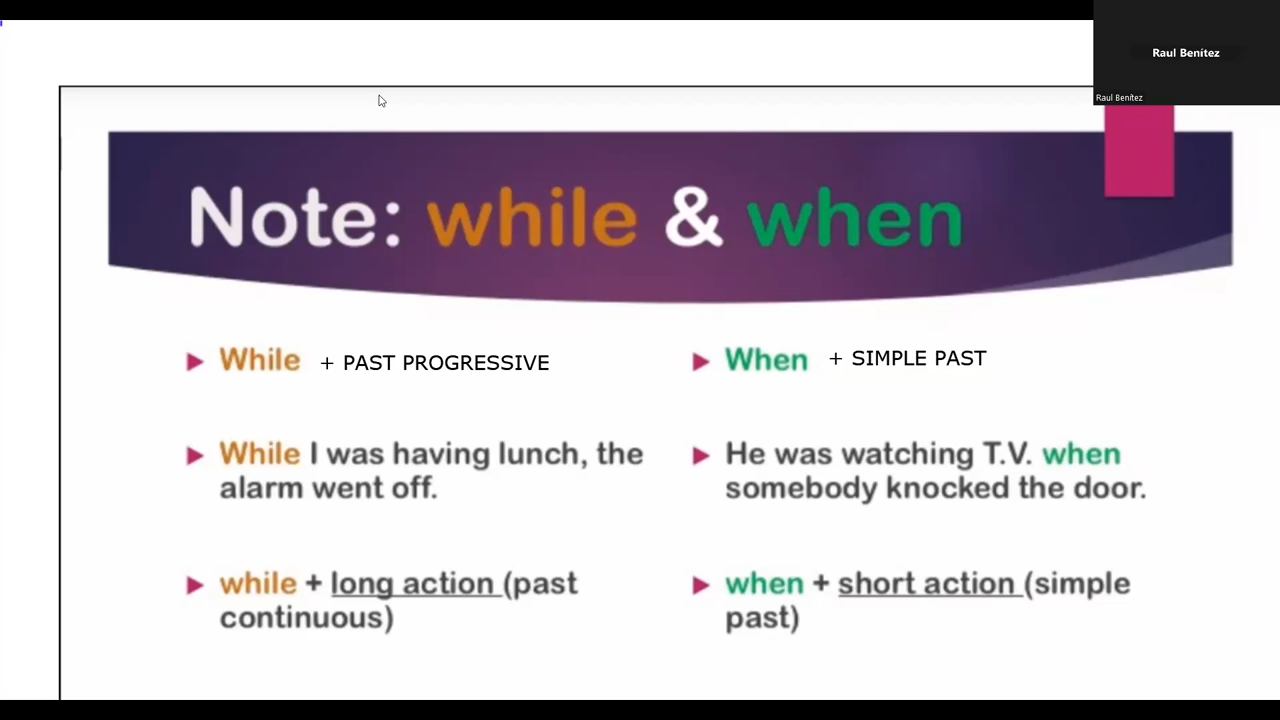 Raul Benítez
Raul Benítez
Note: while & when
While + PAST PROGRESSIVE
While I was having lunch, the
alarm went off.
while + long action (past
continuous)
When + SIMPLE PAST
He was watching T.V. when
somebody knocked the door.
when + short action (simple
past)